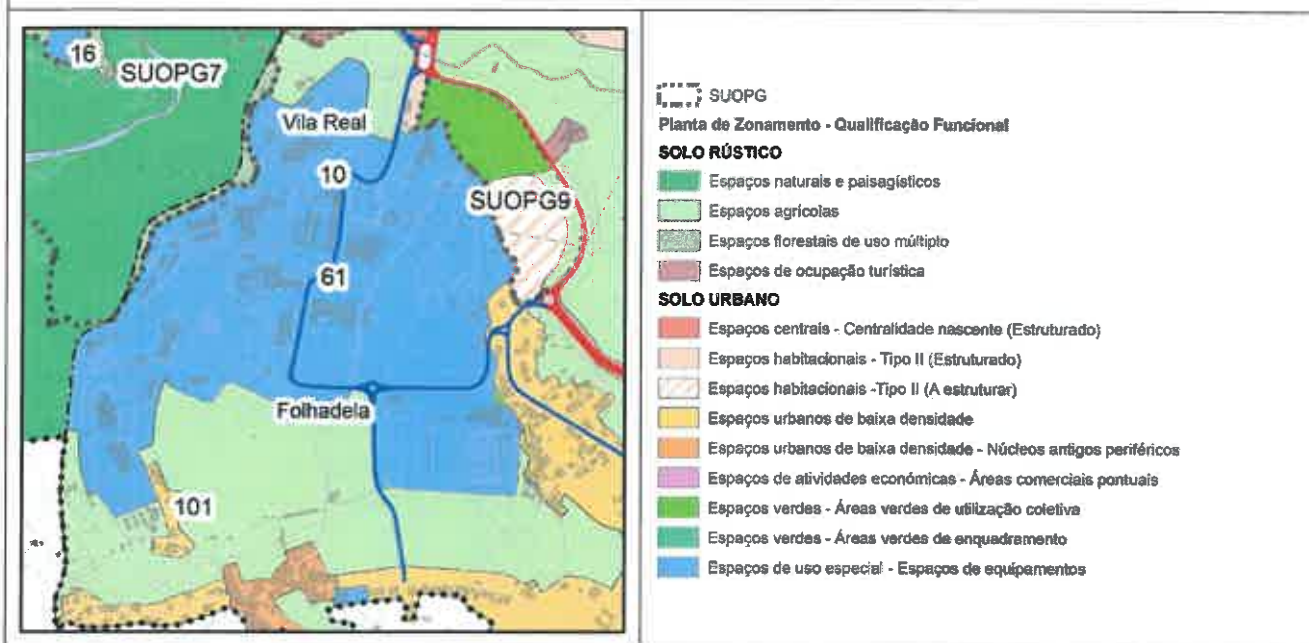 16
SUOPG7
Vila Real
10
SUOPG9
61
Folhadela
101
SUOPG
Planta de Zonamento - Qualificação Funcional
SOLO RÚSTICO
Espaços naturais e paisagísticos
Espaços agrícolas
Espaços florestais de uso múltiplo
Espaços de ocupação turística
SOLO URBANO
Espaços centrais - Centralidade nascente (Estruturado)
Espaços habitacionais - Tipo II (Estruturado)
Espaços habitacionais -Tipo II (A estruturar)
Espaços urbanos de baixa densidade
Espaços urbanos de baixa densidade - Núcleos antigos periféricos
Espaços de atividades económicas - Áreas comerciais pontuais
Espaços verdes - Áreas verdes de utilização coletiva
Espaços verdes - Áreas verdes de enquadramento
Espaços de uso especial - Espaços de equipamentos